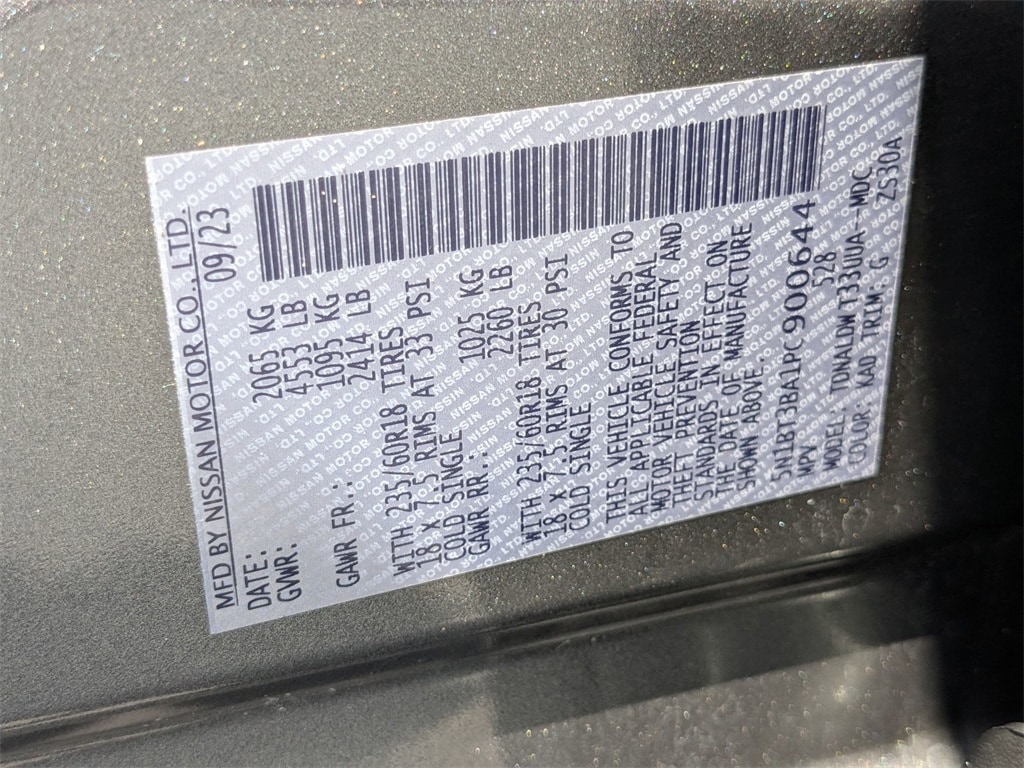 MFD BY NISSAN MOTOR CO., LTD.
DATE: 09/23
GVWR: 2065 KG
4553 LB
GAWR FR.: 1095 KG
2414 LB
WITH 235/60R18 TIRES
18 X 7.5 RIMS AT 33 PSI
COLD SINGLE
GAWR RR.: 1025 KG
2260 LB
WITH 235/60R18 TIRES
18 X 7.5 RIMS AT 30 PSI
COLD SINGLE
THIS VEHICLE CONFORMS TO
ALL APPLICABLE FEDERAL
MOTOR VEHICLE SAFETY AND
THEFT PREVENTION
STANDARDS IN EFFECT ON
THE DATE OF MANUFACTURE
SHOWN ABOVE.
5N1BT3BA1PC900644
MPV 528
MODEL: TUNALDW T33UUA--MDC
COLOR: KAD TRIM: G ZS30A